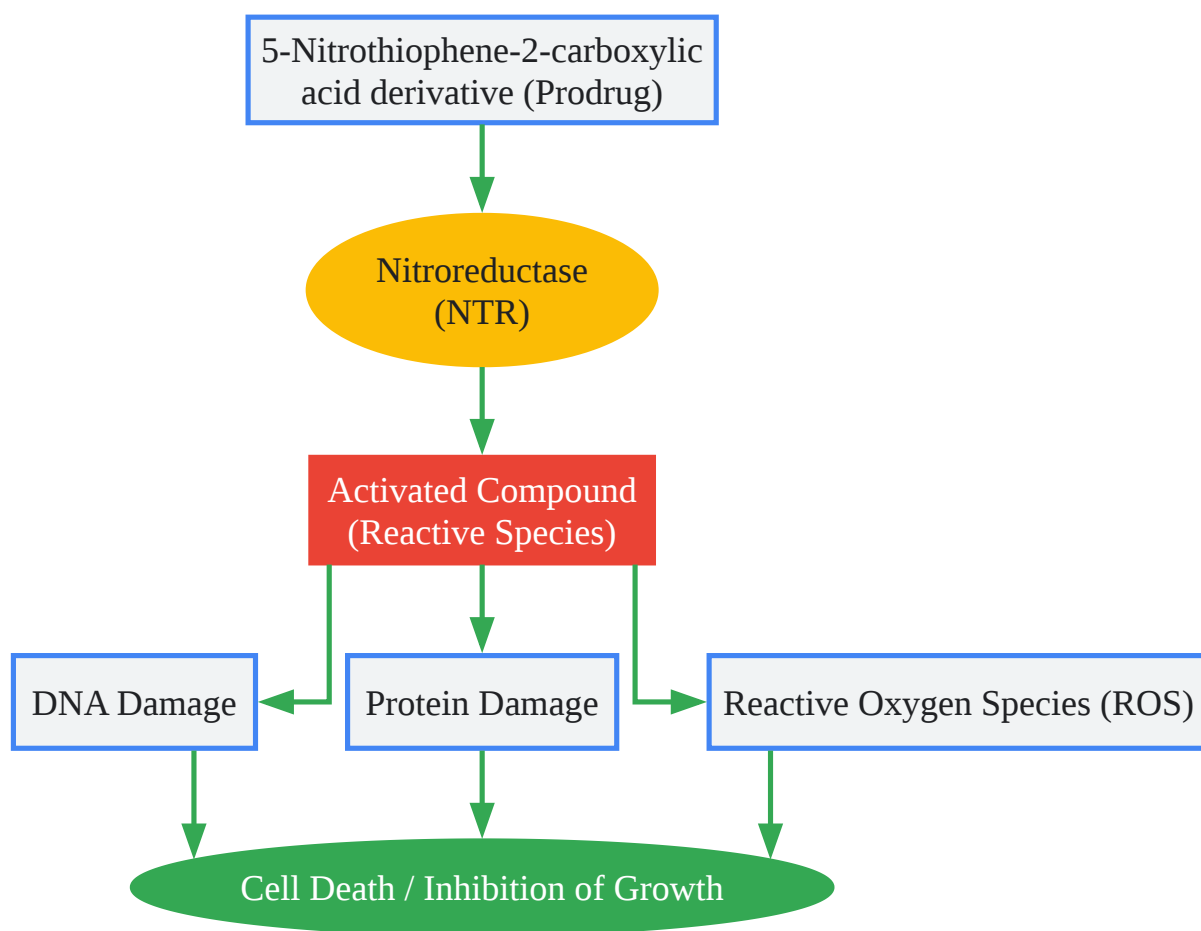 5-Nitrothiophene-2-carboxylic
acid derivative (Prodrug)
Nitroreductase
(NTR)
Activated Compound
(Reactive Species)
DNA Damage
Protein Damage
Reactive Oxygen Species (ROS)
Cell Death / Inhibition of Growth